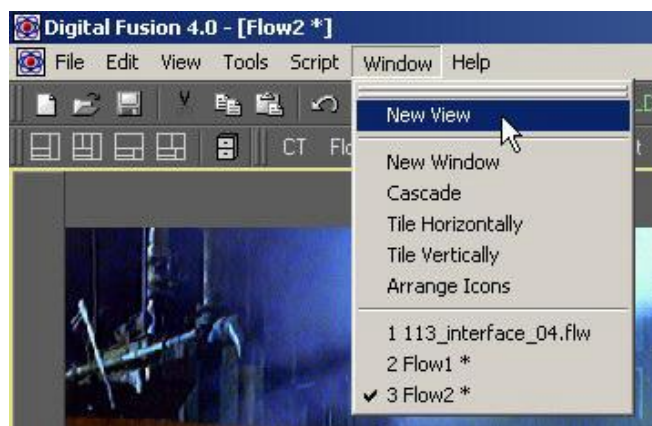 Digital Fusion 4.0 - [Flow2 *]
File Edit View Tools Script Window Help
New View
CT
New Window
Cascade
Tile Horizontally
Tile Vertically
Arrange Icons
1 113_interface_04.flw
2 Flow1 *
3 Flow2 *